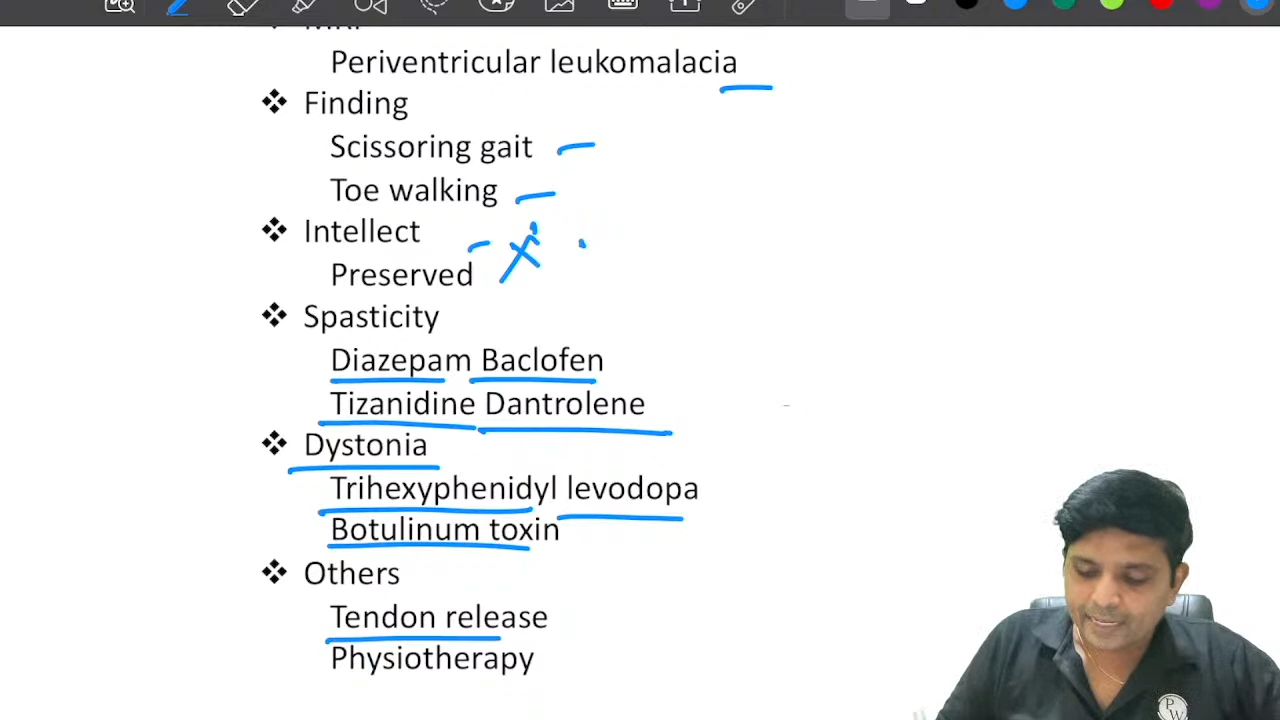 Periventricular leukomalacia
❖ Finding
Scissoring gait
Toe walking
❖ Intellect
Preserved
❖ Spasticity
Diazepam Baclofen
Tizanidine Dantrolene
❖ Dystonia
Trihexyphenidyl levodopa
Botulinum toxin
❖ Others
Tendon release
Physiotherapy
PW